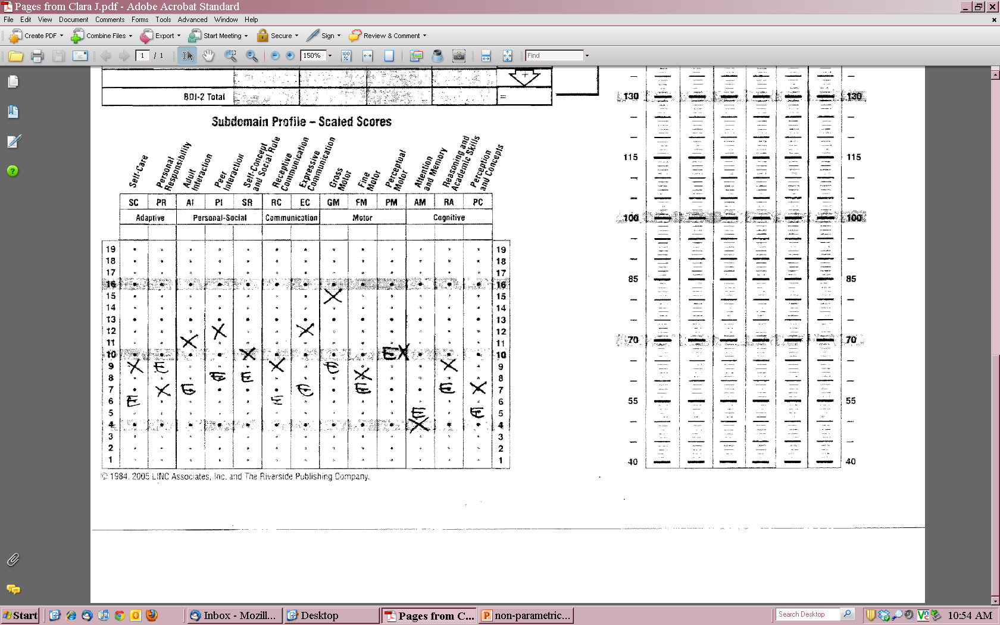 Pages from Clara J.pdf - Adobe Acrobat Standard
File Edit View Document Comments Forms Tools Advanced Window Help
Create PDF Combine Files Export Start Meeting Secure Sign Review & Comment
1 / 1 150% Find
BDI-2 Total =
+
Subdomain Profile – Scaled Scores
Self-Care
Personal Responsibility
Adult Interaction
Peer Interaction
Self-Concept and Social Rule
Receptive Communication
Expressive Communication
Gross Motor
Fine Motor
Perceptual Motor
Attention and Memory
Reasoning and Academic Skills
Perception and Concepts
SC PR AI PI SR RC EC GM FM PM AM RA PC
Adaptive Personal-Social Communication Motor Cognitive
19 19
18 18
17 17
16 16
15 X 15
14 14
13 13
12 X X 12
11 X 11
10 X E X 10
9 X E X E X 9
8 E E X 8
7 X E E E E X 7
6 E E 6
5 E E 5
4 X 4
3 3
2 2
1 1
© 1984, 2005 LINC Associates, Inc. and The Riverside Publishing Company.
130 130
115 115
100 100
85 85
70 70
55 55
40 40
Start Inbox - Mozill... Desktop Pages from C... non-parametric... Search Desktop 10:54 AM